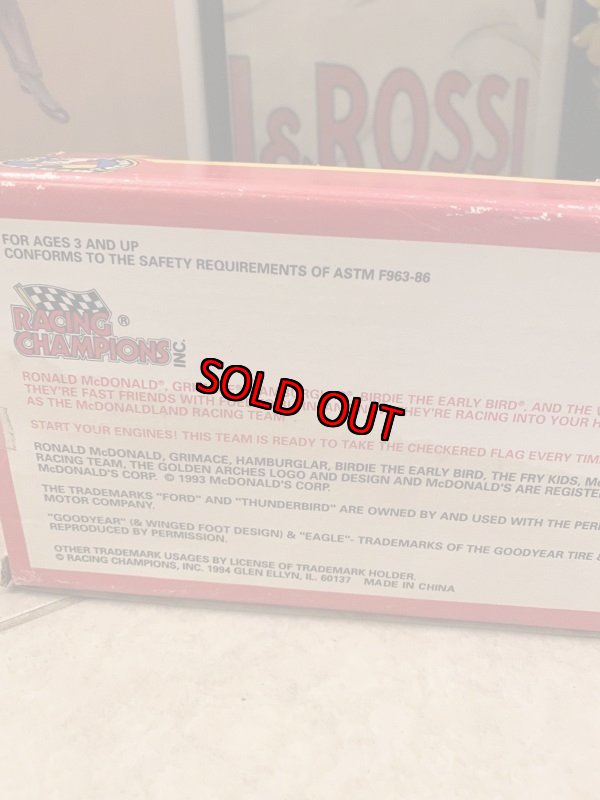 & ROSSI
FOR AGES 3 AND UP
CONFORMS TO THE SAFETY REQUIREMENTS OF ASTM F963-86
RACING ®
CHAMPIONS INC.
SOLD OUT
RONALD McDONALD®, BIRDIE THE EARLY BIRD®, AND THE
THEY'RE FAST FRIENDS WITH THEY'RE RACING INTO YOUR
AS THE McDONALDLAND RACING TEAM
START YOUR ENGINES! THIS TEAM IS READY TO TAKE THE CHECKERED FLAG EVERY TIM
RONALD McDONALD, GRIMACE, HAMBURGLAR, BIRDIE THE EARLY BIRD, THE FRY KIDS, Mc
RACING TEAM, THE GOLDEN ARCHES LOGO AND DESIGN AND McDONALD'S ARE REGISTE
McDONALD'S CORP. © 1993 McDONALD'S CORP.
THE TRADEMARKS "FORD" AND "THUNDERBIRD" ARE OWNED BY AND USED WITH THE PER
MOTOR COMPANY.
"GOODYEAR" (& WINGED FOOT DESIGN) & "EAGLE"- TRADEMARKS OF THE GOODYEAR TIRE &
REPRODUCED BY PERMISSION.
OTHER TRADEMARK USAGES BY LICENSE OF TRADEMARK HOLDER.
© RACING CHAMPIONS, INC. 1994 GLEN ELLYN, IL. 60137 MADE IN CHINA